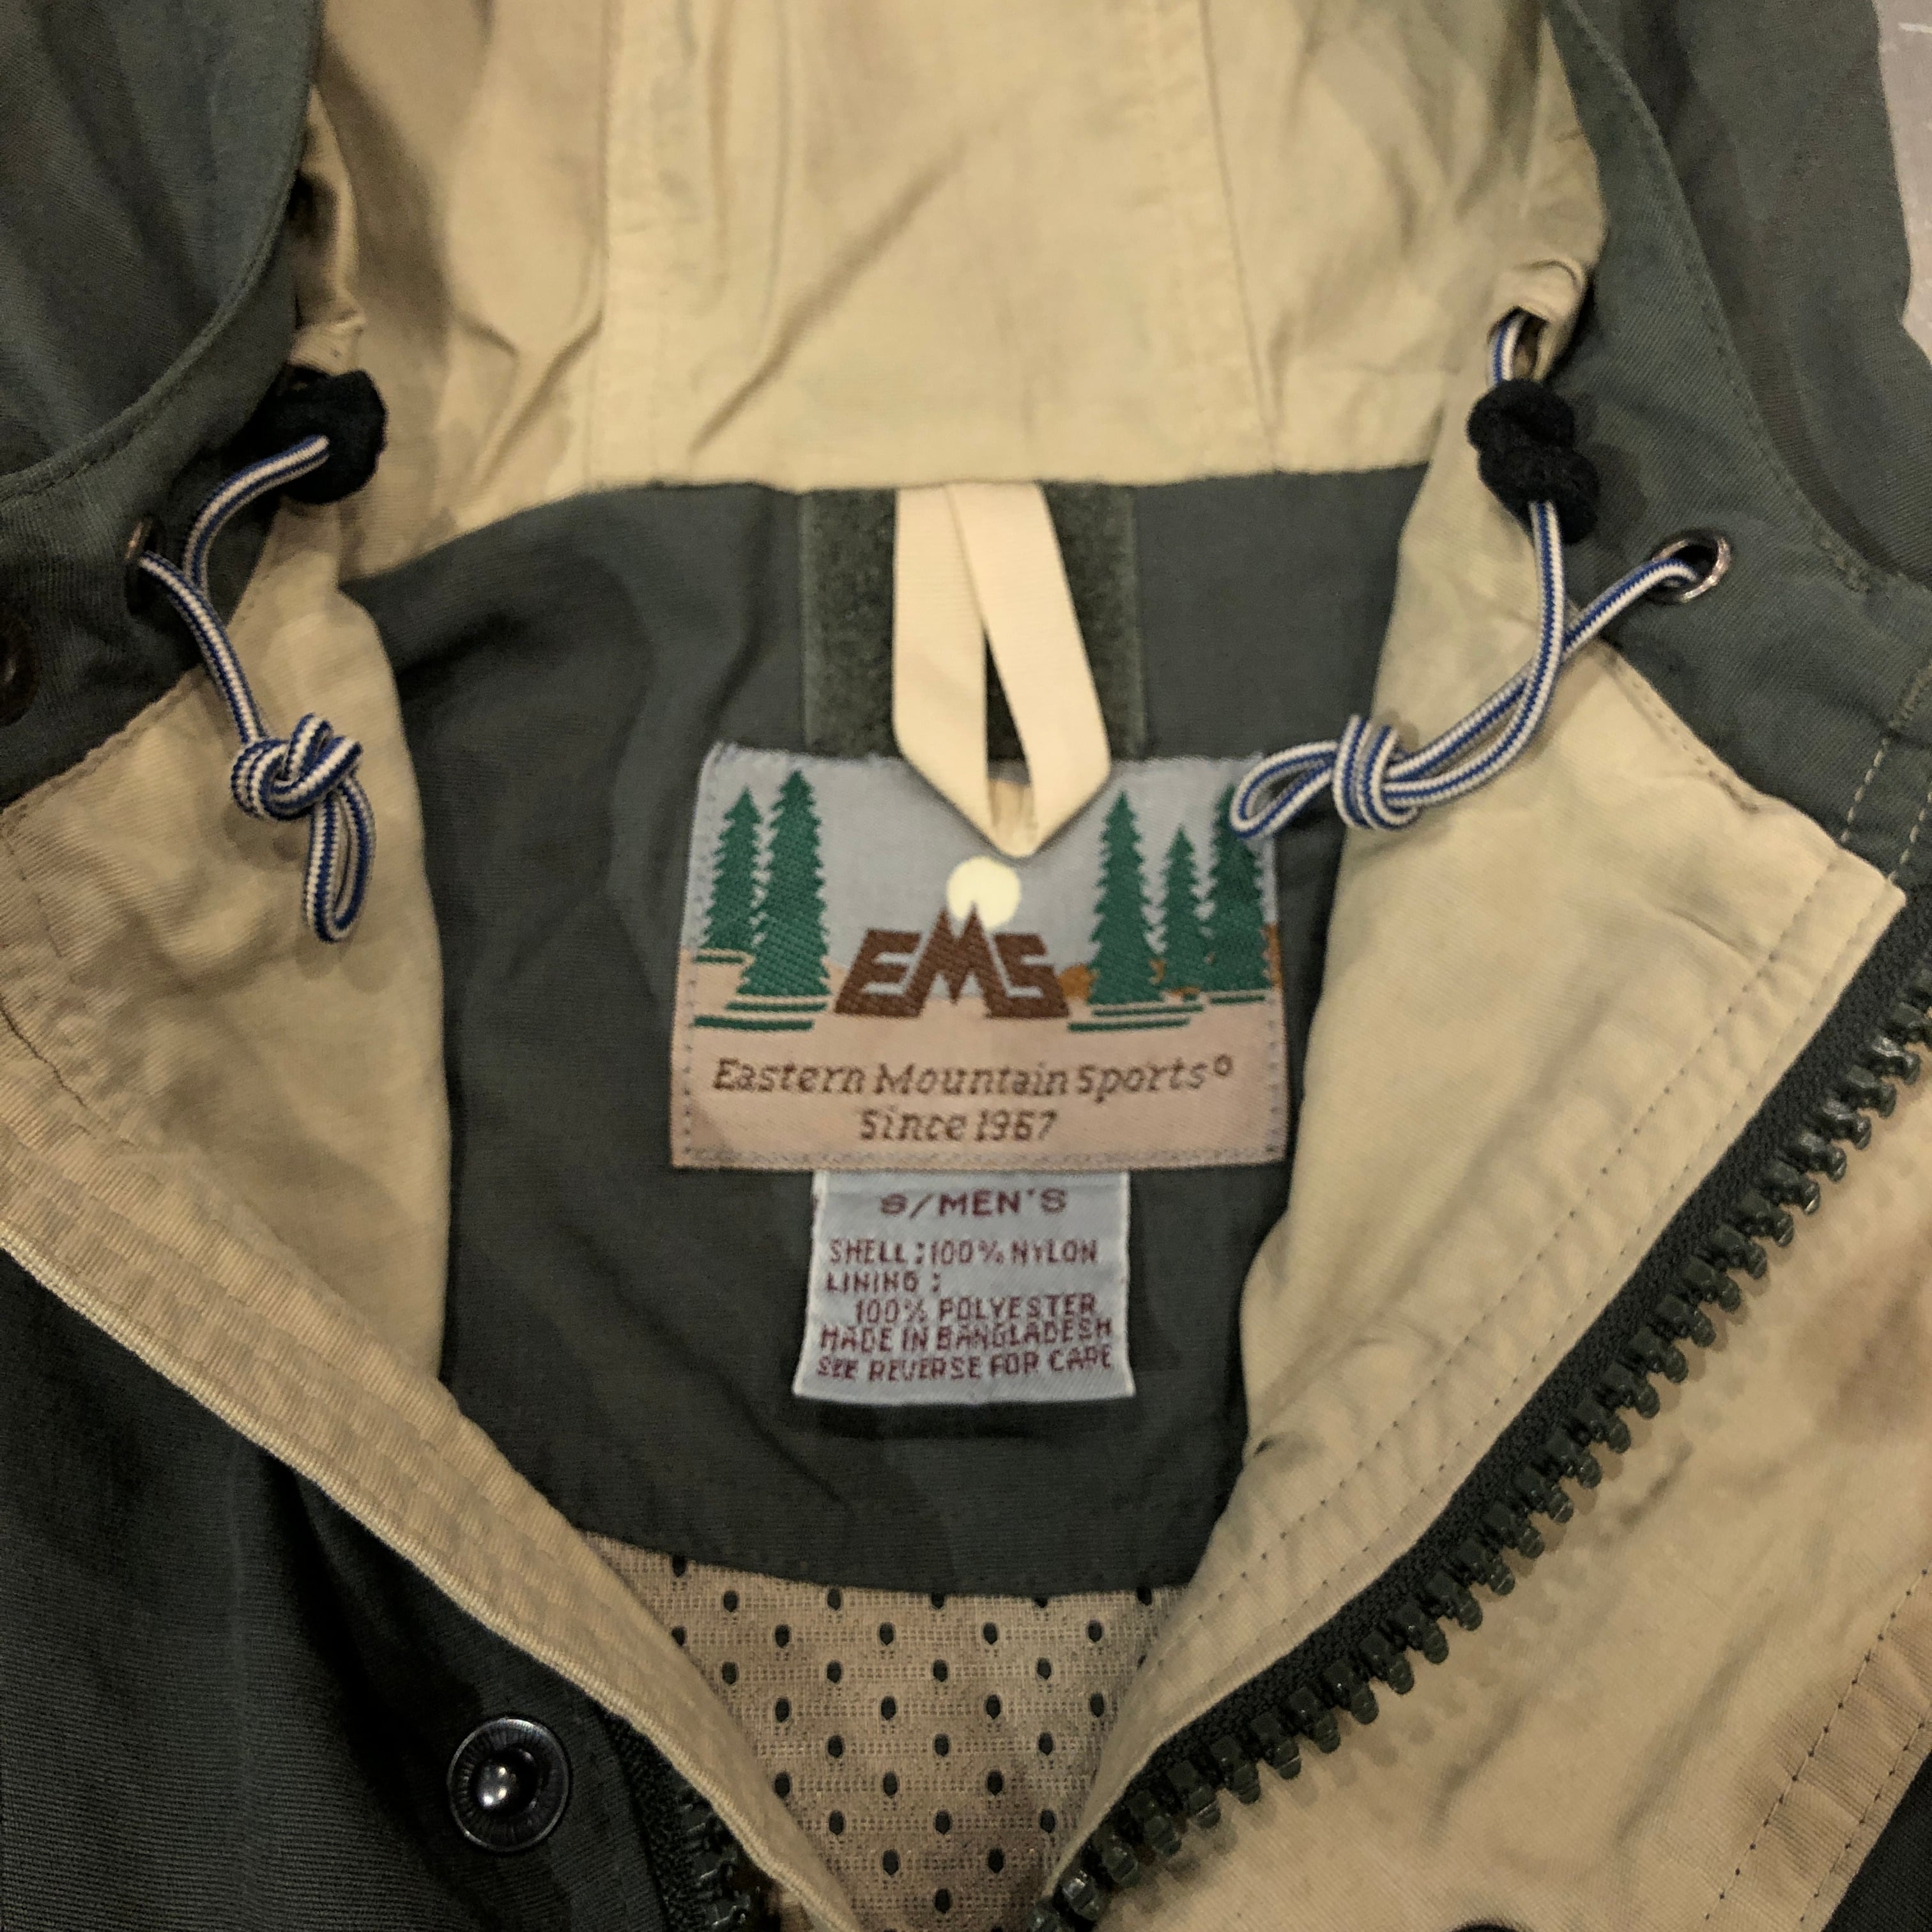 EMS
Eastern Mountain Sports®
Since 1967
S/MEN'S
SHELL:100% NYLON
LINING:
100% POLYESTER
MADE IN BANGLADESH
SEE REVERSE FOR CARE